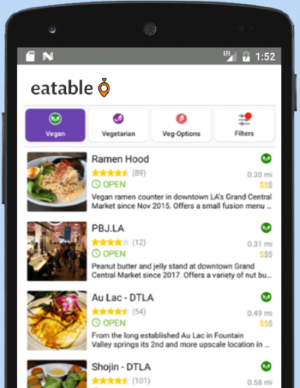 1:52
eatable
Vegan
Vegetarian
Veg-Options
Filters
Ramen Hood
(89)
0.30 mi
OPEN
$$$
Vegan ramen counter in downtown LA's Grand Central
Market since Nov 2015. Offers a small fusion menu ...
PBJ.LA
(12)
0.31 mi
OPEN
$$$
Peanut butter and jelly stand at downtown Grand
Central Market since 2017. Offers a variety of nut bu...
Au Lac - DTLA
(54)
0.49 mi
OPEN
$$$
From the long established Au Lac in Fountain
Valley springs its 2nd and more upscale location in ...
Shojin - DTLA
(101)
0.58 mi